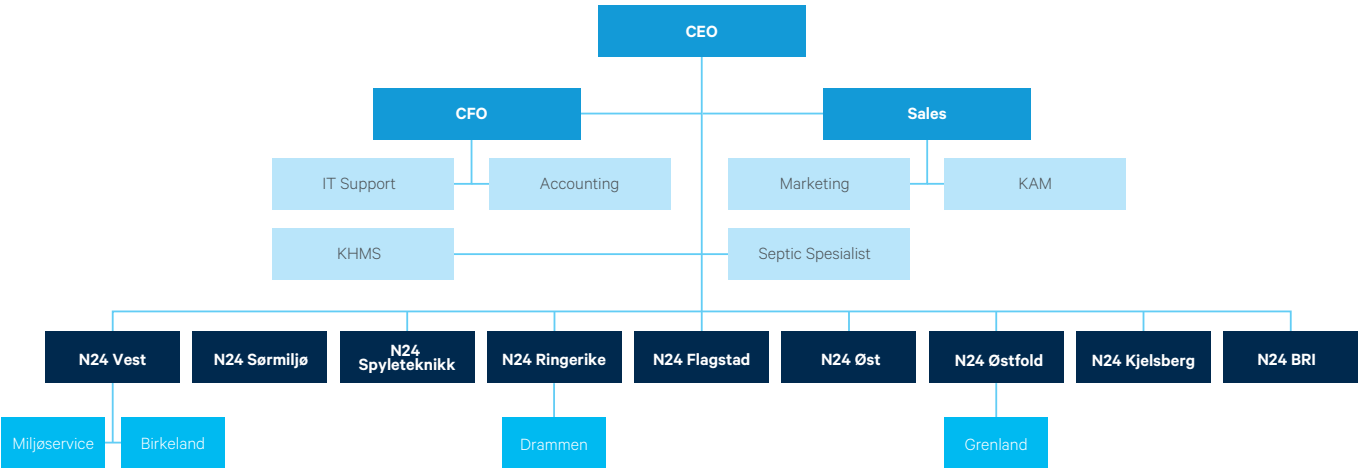 CEO
CFO
Sales
IT Support
Accounting
Marketing
KAM
KHMS
Septic Spesialist
N24 Vest
N24 Sørmiljø
N24
Spyleteknikk
N24 Ringerike
N24 Flagstad
N24 Øst
N24 Østfold
N24 Kjelsberg
N24 BRI
Miljøservice
Birkeland
Drammen
Grenland